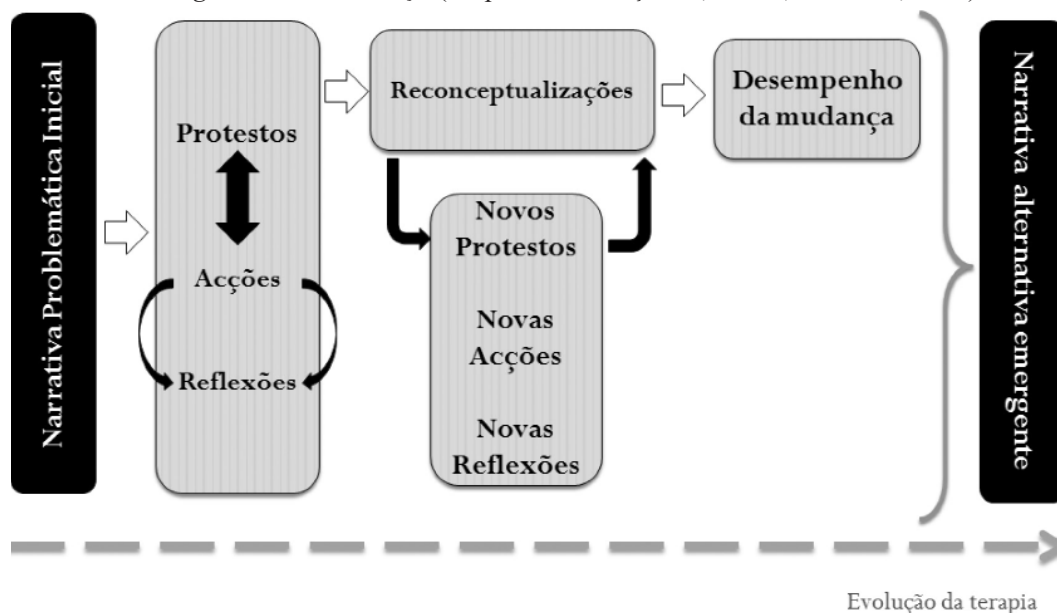 Narrativa Problemática Inicial
Protestos
Acções
Reflexões
Reconceptualizações
Novos
Protestos
Novas
Acções
Novas
Reflexões
Desempenho
da mudança
Narrativa alternativa emergente
Evolução da terapia